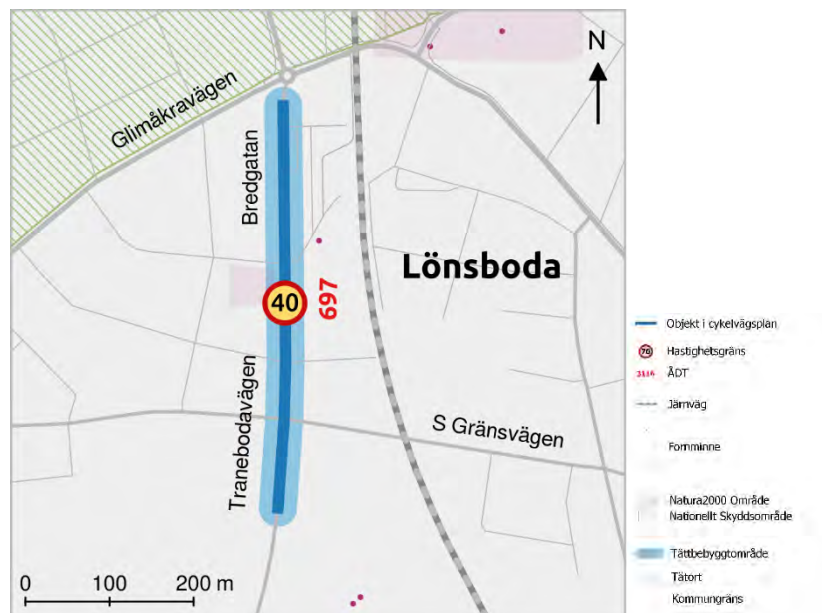 N
Glimåkravägen
Bredgatan
Lönsboda
40
697
Tranebodavägen
S Gränsvägen
0 100 200 m
Objekt i cykelvägsplan
70 Hastighetsgräns
3116 ÅDT
Järnväg
Fornminne
Natura2000 Område
Nationellt Skyddsområde
Tättbebyggtområde
Tätort
Kommungräns